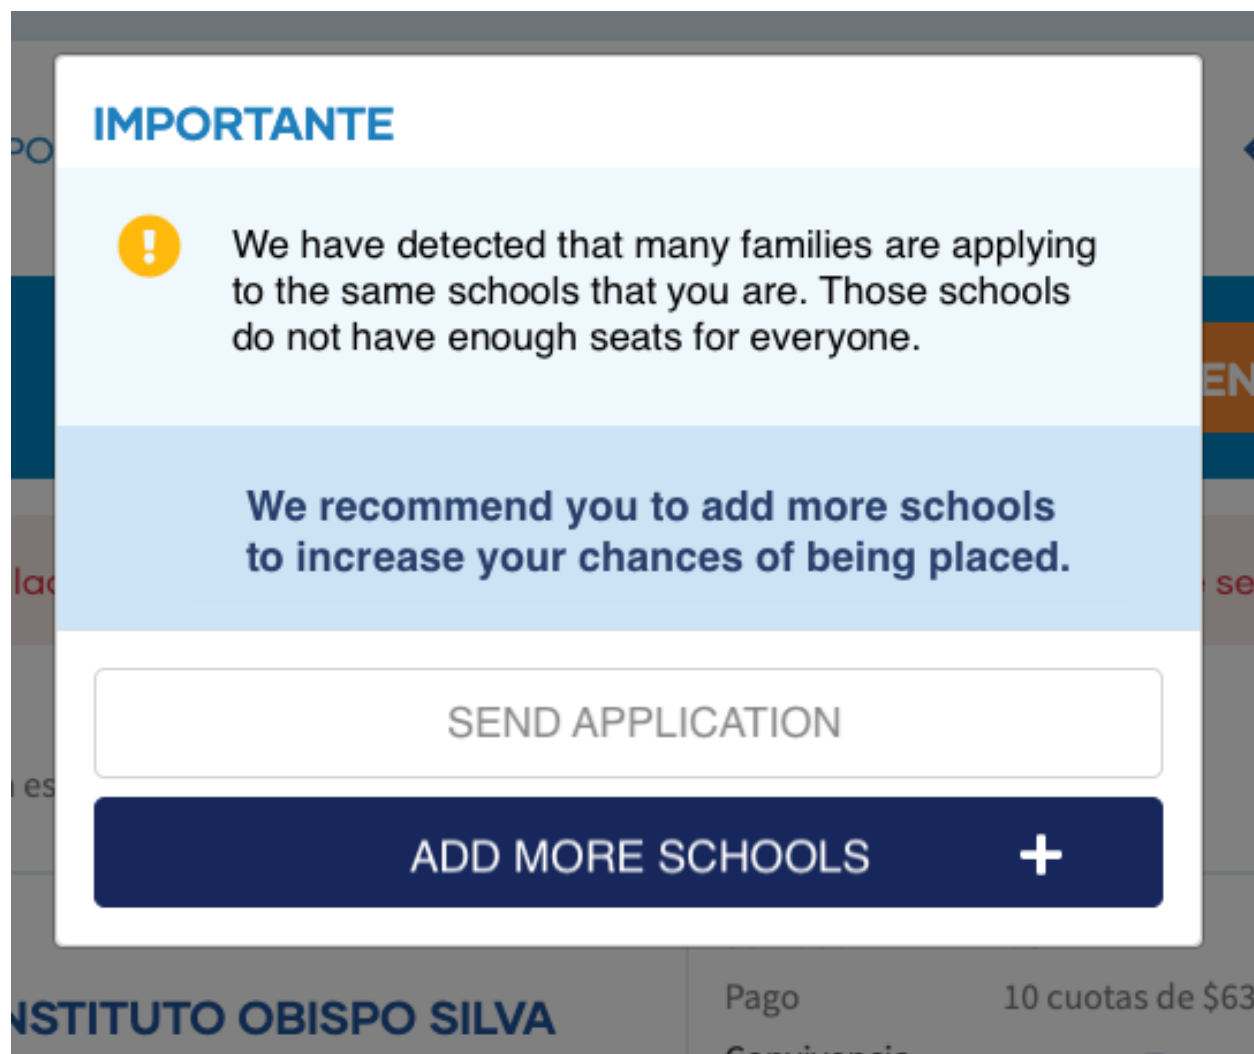 IMPORTANTE
We have detected that many families are applying
to the same schools that you are. Those schools
do not have enough seats for everyone.
We recommend you to add more schools
to increase your chances of being placed.
SEND APPLICATION
ADD MORE SCHOOLS
OBISPO SILVA
Pago 10 cuotas de